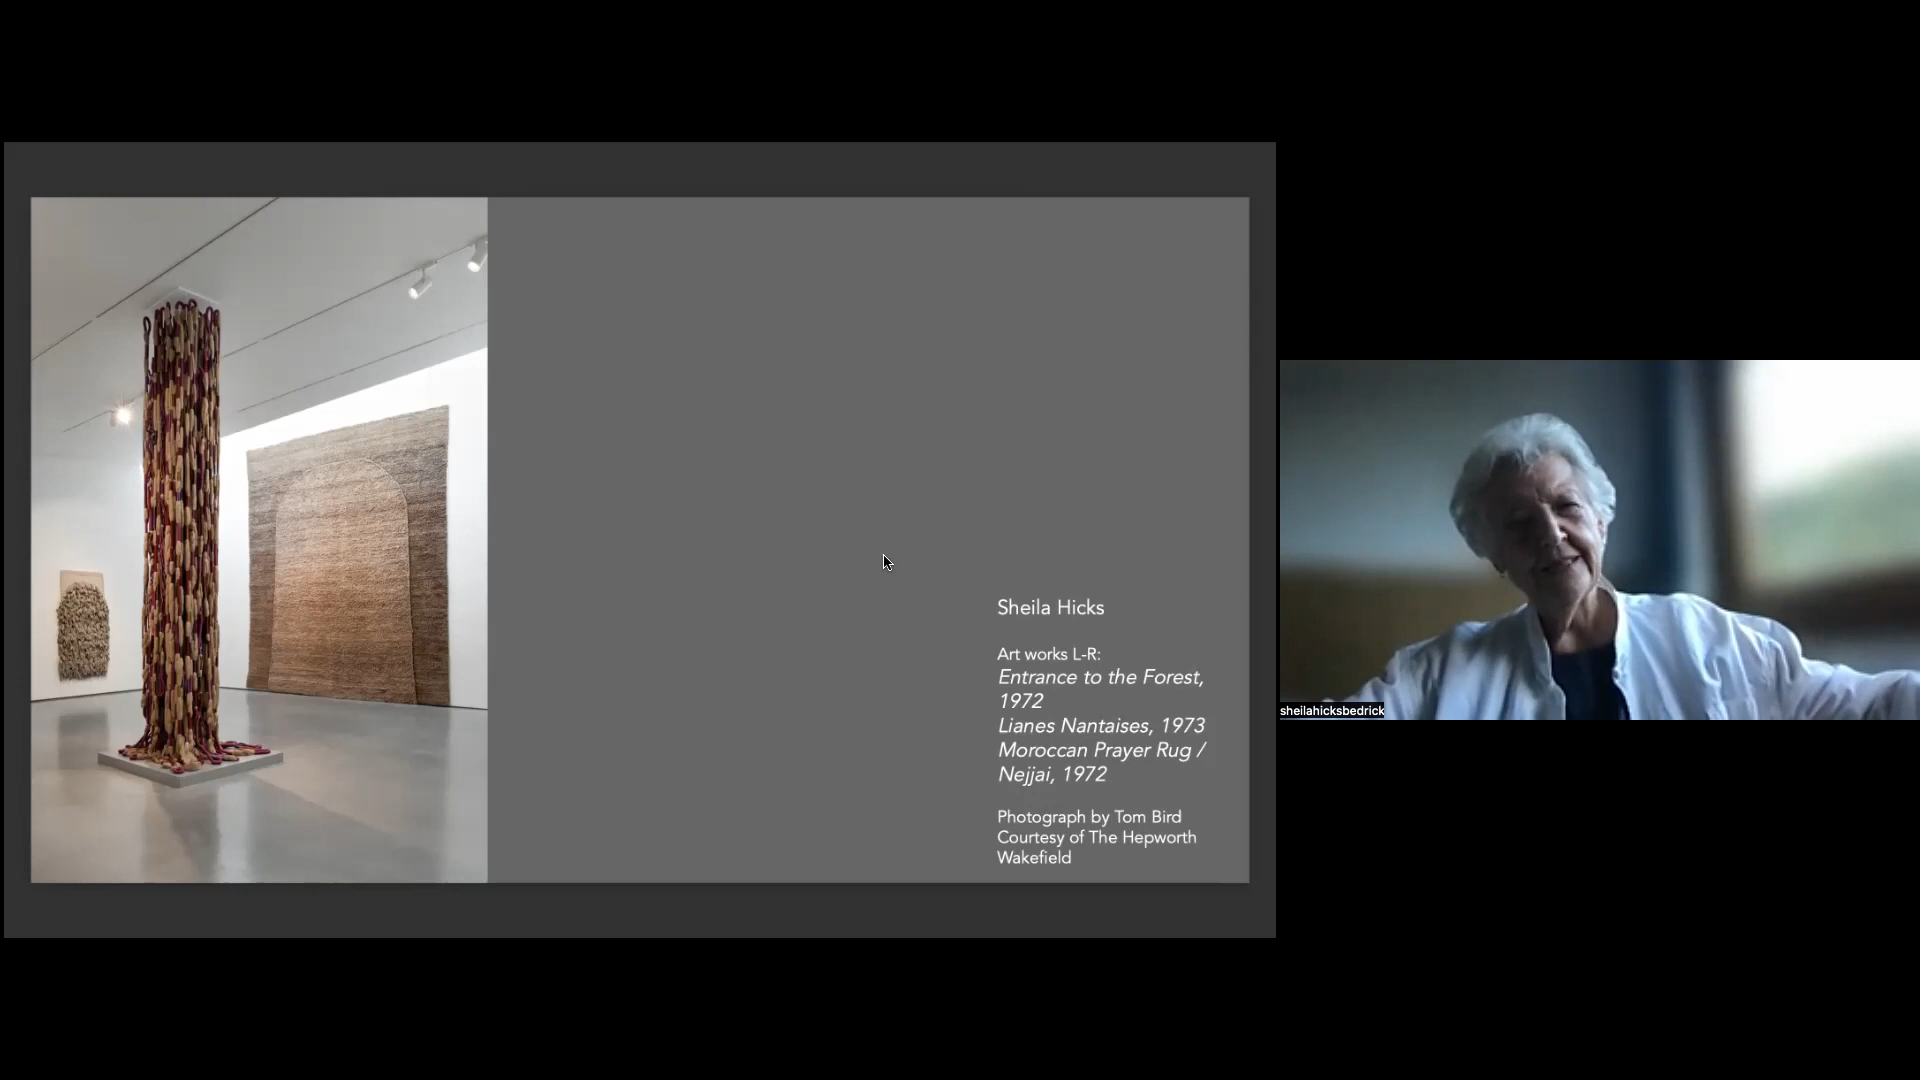 Sheila Hicks
Art works L-R:
Entrance to the Forest,
1972
Lianes Nantaises, 1973
Moroccan Prayer Rug /
Nejjai, 1972
Photograph by Tom Bird
Courtesy of The Hepworth
Wakefield
sheilahicksbedrick